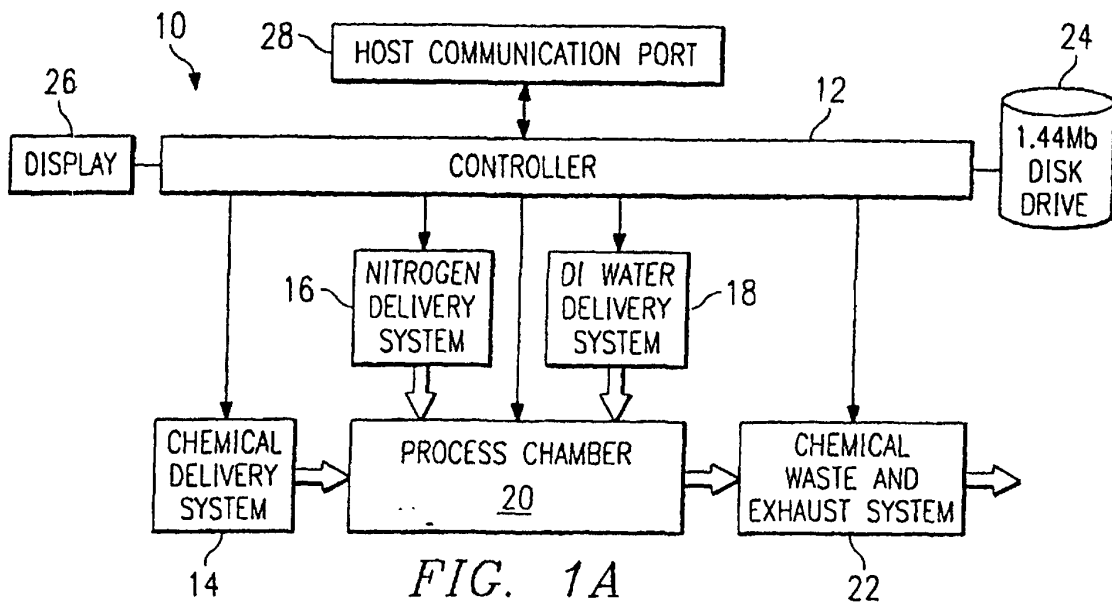 10
28
HOST COMMUNICATION PORT
24
26
12
DISPLAY
CONTROLLER
1.44Mb
DISK
DRIVE
16
NITROGEN
DELIVERY
SYSTEM
DI WATER
DELIVERY
SYSTEM
18
CHEMICAL
DELIVERY
SYSTEM
PROCESS CHAMBER
20
CHEMICAL
WASTE AND
EXHAUST SYSTEM
14
FIG. 1A
22